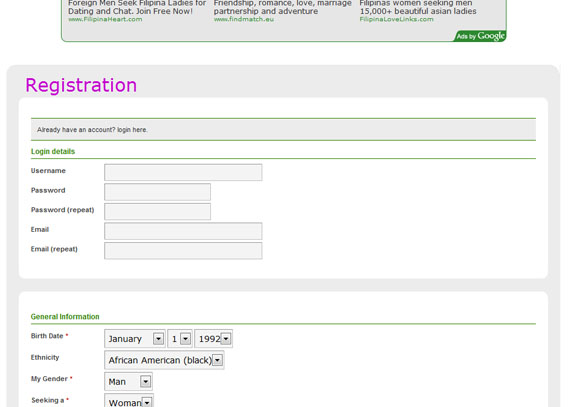 Foreign Men Seek Filipina Ladies for
Dating and Chat. Join Free Now!
www.FilipinaHeart.com
Friendship, romance, love, marriage
partnership and adventure
www.findmatch.eu
Filipinas women seeking men
15,000+ beautiful asian ladies
FilipinaLoveLinks.com
Ads by Google
Registration
Already have an account? login here.
Login details
Username
Password
Password (repeat)
Email
Email (repeat)
General Information
Birth Date * January 1 1992
Ethnicity African American (black)
My Gender * Man
Seeking a * Woman